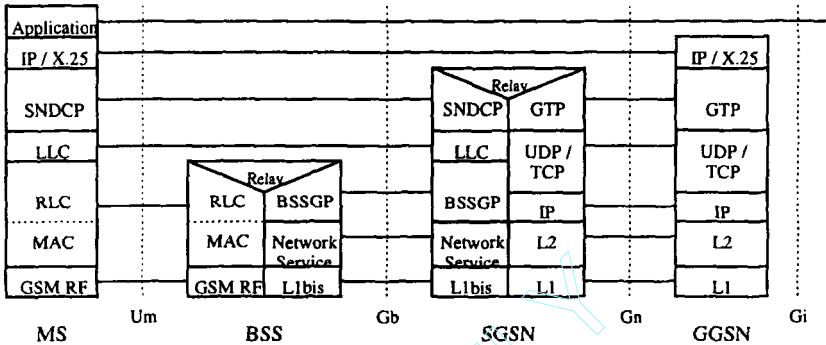 Application
IP / X.25
IP / X.25
Relay
SNDCP
SNDCP
GTP
GTP
LLC
LLC
UDP /
TCP
UDP /
TCP
Relay
RLC
RLC
BSSGP
BSSGP
IP
IP
MAC
MAC
Network
Service
Network
Service
L2
L2
GSM RF
GSM RF
L1bis
L1bis
L1
L1
Um
Gb
Gn
Gi
MS
BSS
SGSN
GGSN